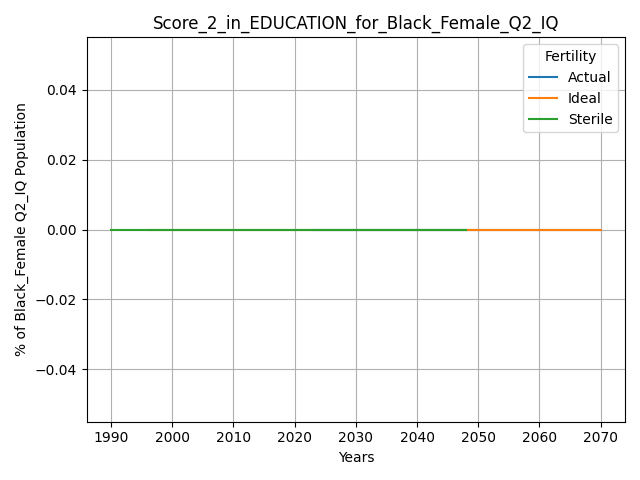 Score_2_in_EDUCATION_for_Black_Female_Q2_IQ
Fertility
Actual
Ideal
Sterile
% of Black_Female Q2_IQ Population
0.04
0.02
0.00
−0.02
−0.04
1990 2000 2010 2020 2030 2040 2050 2060 2070
Years